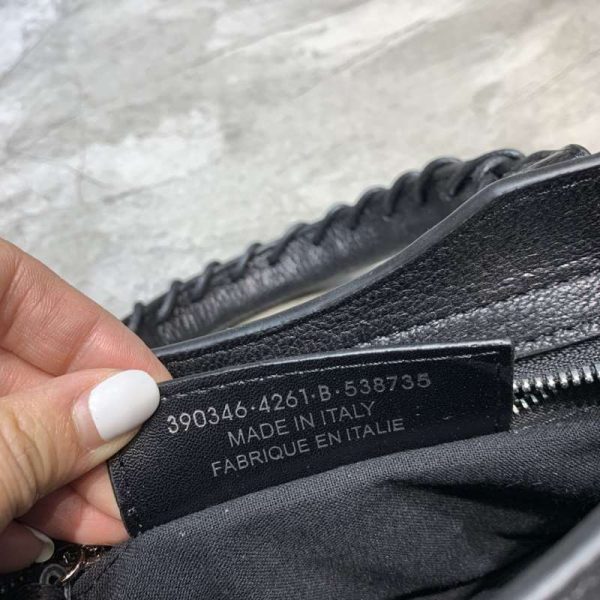 390346·4261·B·538735
MADE IN ITALY
FABRIQUE EN ITALIE